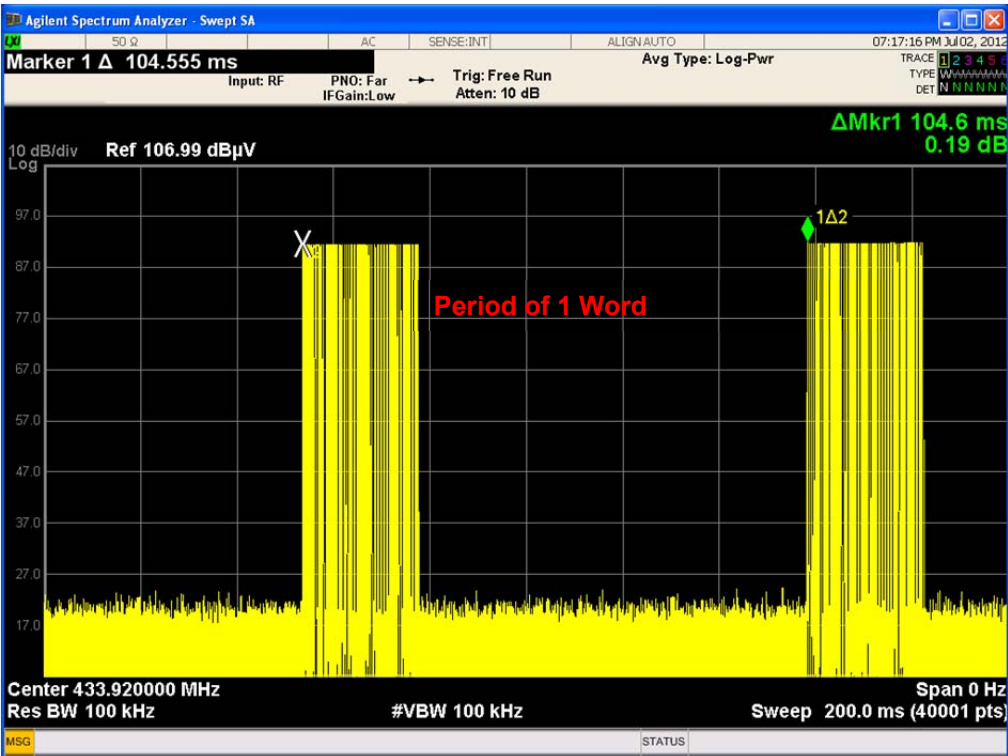 Agilent Spectrum Analyzer - Swept SA
LXI 50 Ω AC SENSE:INT ALIGN AUTO 07:17:16 PM Jul 02, 2012
Marker 1 Δ 104.555 ms
Input: RF PNO: Far Trig: Free Run Avg Type: Log-Pwr TRACE 1 2 3 4 5 6
IFGain:Low Atten: 10 dB TYPE W
DET N N N N N N
ΔMkr1 104.6 ms
0.19 dB
10 dB/div Ref 106.99 dBµV
Log
97.0
1Δ2
87.0
Period of 1 Word
77.0
67.0
57.0
47.0
37.0
27.0
17.0
Center 433.920000 MHz Span 0 Hz
Res BW 100 kHz #VBW 100 kHz Sweep 200.0 ms (40001 pts)
MSG STATUS